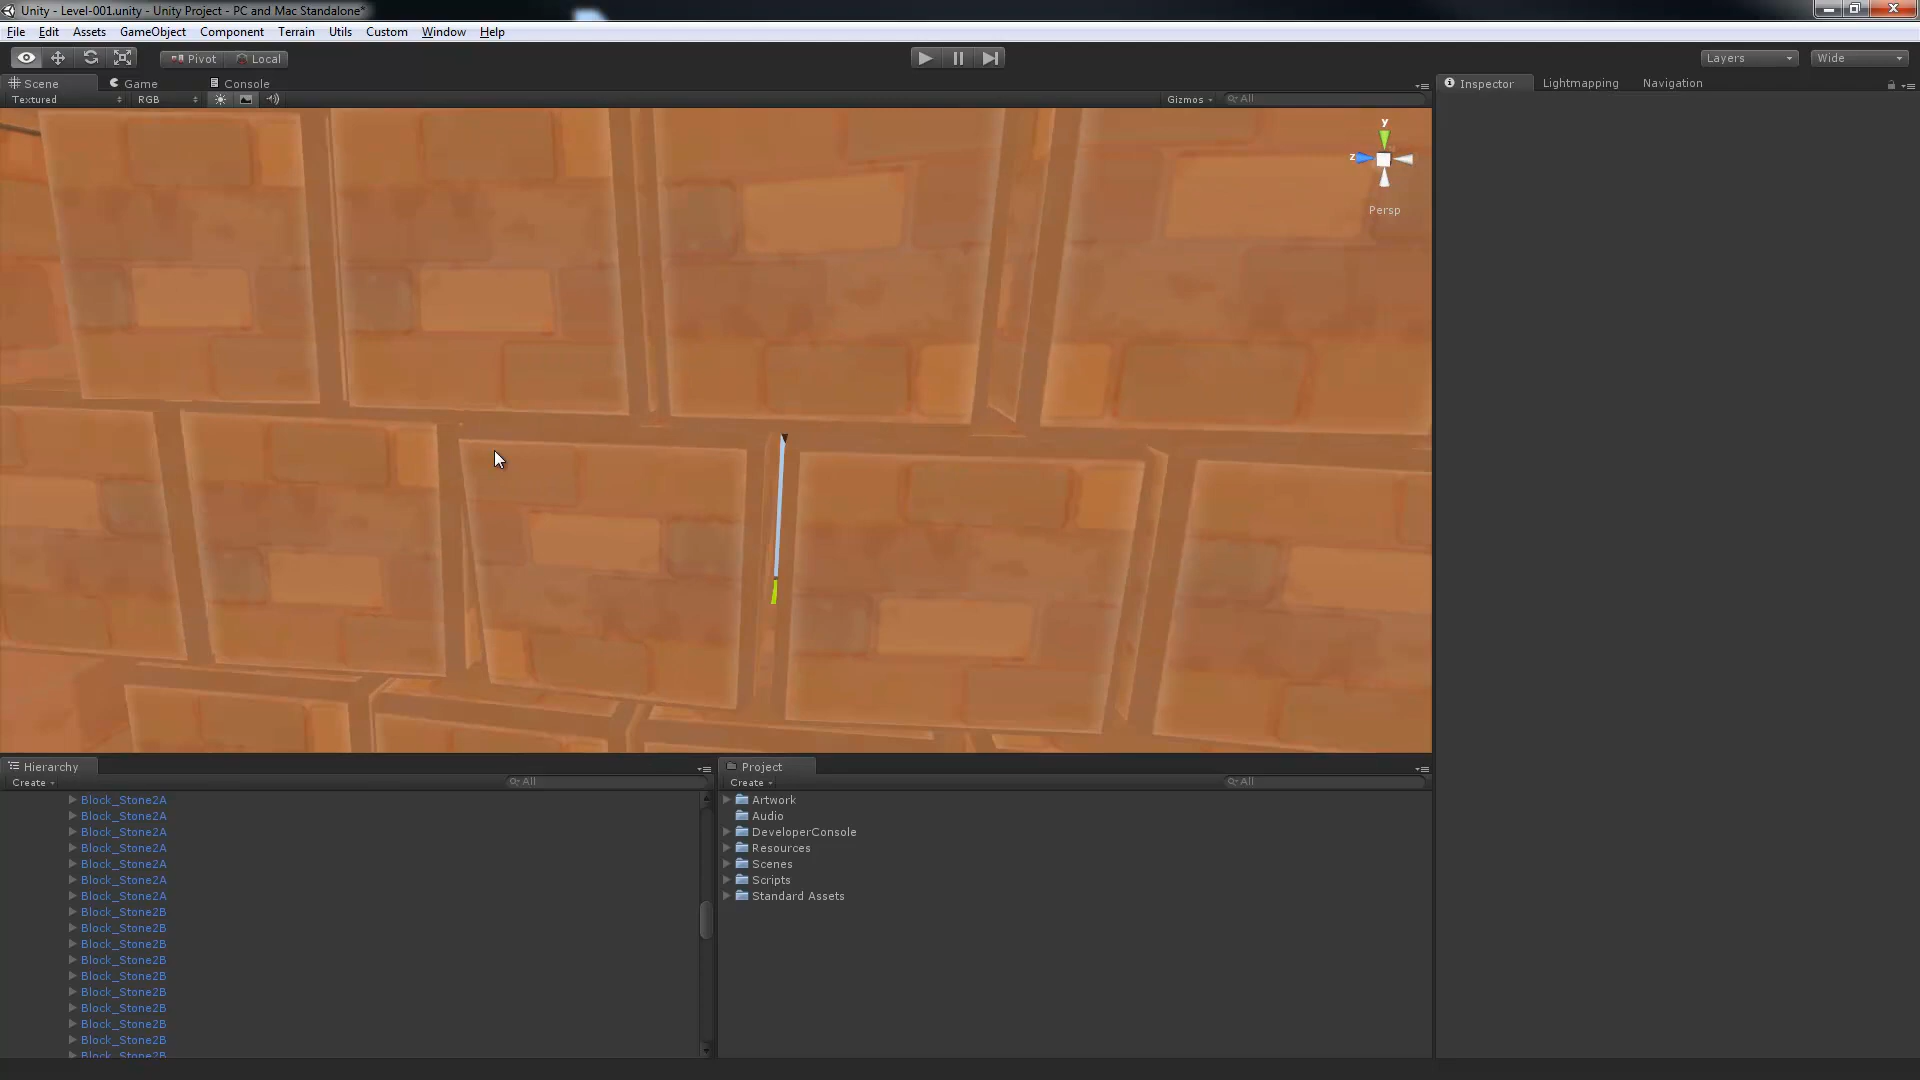 Unity - Level-001.unity - Unity Project - PC and Mac Standalone*
File Edit Assets GameObject Component Terrain Utils Custom Window Help
Pivot Local Layers Wide
Scene Game Console Inspector Lightmapping Navigation
Textured RGB Gizmos All
y
z
Persp
Hierarchy Project
Create All Create All
Block_Stone2A
Block_Stone2A
Block_Stone2A
Block_Stone2A
Block_Stone2A
Block_Stone2A
Block_Stone2A
Block_Stone2B
Block_Stone2B
Block_Stone2B
Block_Stone2B
Block_Stone2B
Block_Stone2B
Block_Stone2B
Block_Stone2B
Block_Stone2B
Block_Stone2B
Artwork
Audio
DeveloperConsole
Resources
Scenes
Scripts
Standard Assets